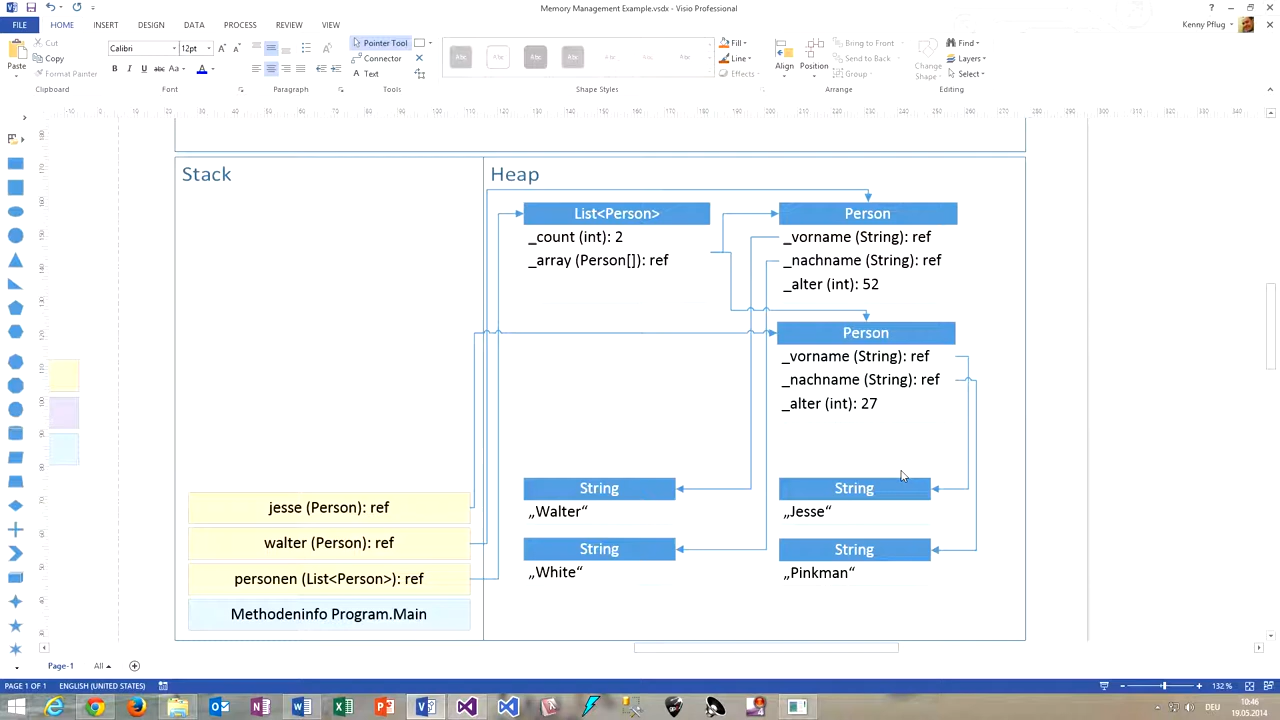 Memory Management Example.vsdx - Visio Professional
FILE HOME INSERT DESIGN DATA PROCESS REVIEW VIEW
Kenny Pflug
Paste
Cut
Copy
Format Painter
Clipboard
Calibri 12pt
B I U abc Aa A
Font
Paragraph
Pointer Tool
Connector
Text
Tools
Abc Abc Abc Abc
Shape Styles
Fill
Line
Effects
Align
Position
Bring to Front
Send to Back
Group
Arrange
Change Shape
Find
Layers
Select
Editing
Stack
Heap
List<Person>
_count (int): 2
_array (Person[]): ref
Person
_vorname (String): ref
_nachname (String): ref
_alter (int): 52
Person
_vorname (String): ref
_nachname (String): ref
_alter (int): 27
String
„Walter“
String
„White“
String
„Jesse“
String
„Pinkman“
jesse (Person): ref
walter (Person): ref
personen (List<Person>): ref
Methodeninfo Program.Main
Page-1 All
PAGE 1 OF 1 ENGLISH (UNITED STATES)
132 %
DEU
10:46
19.05.2014